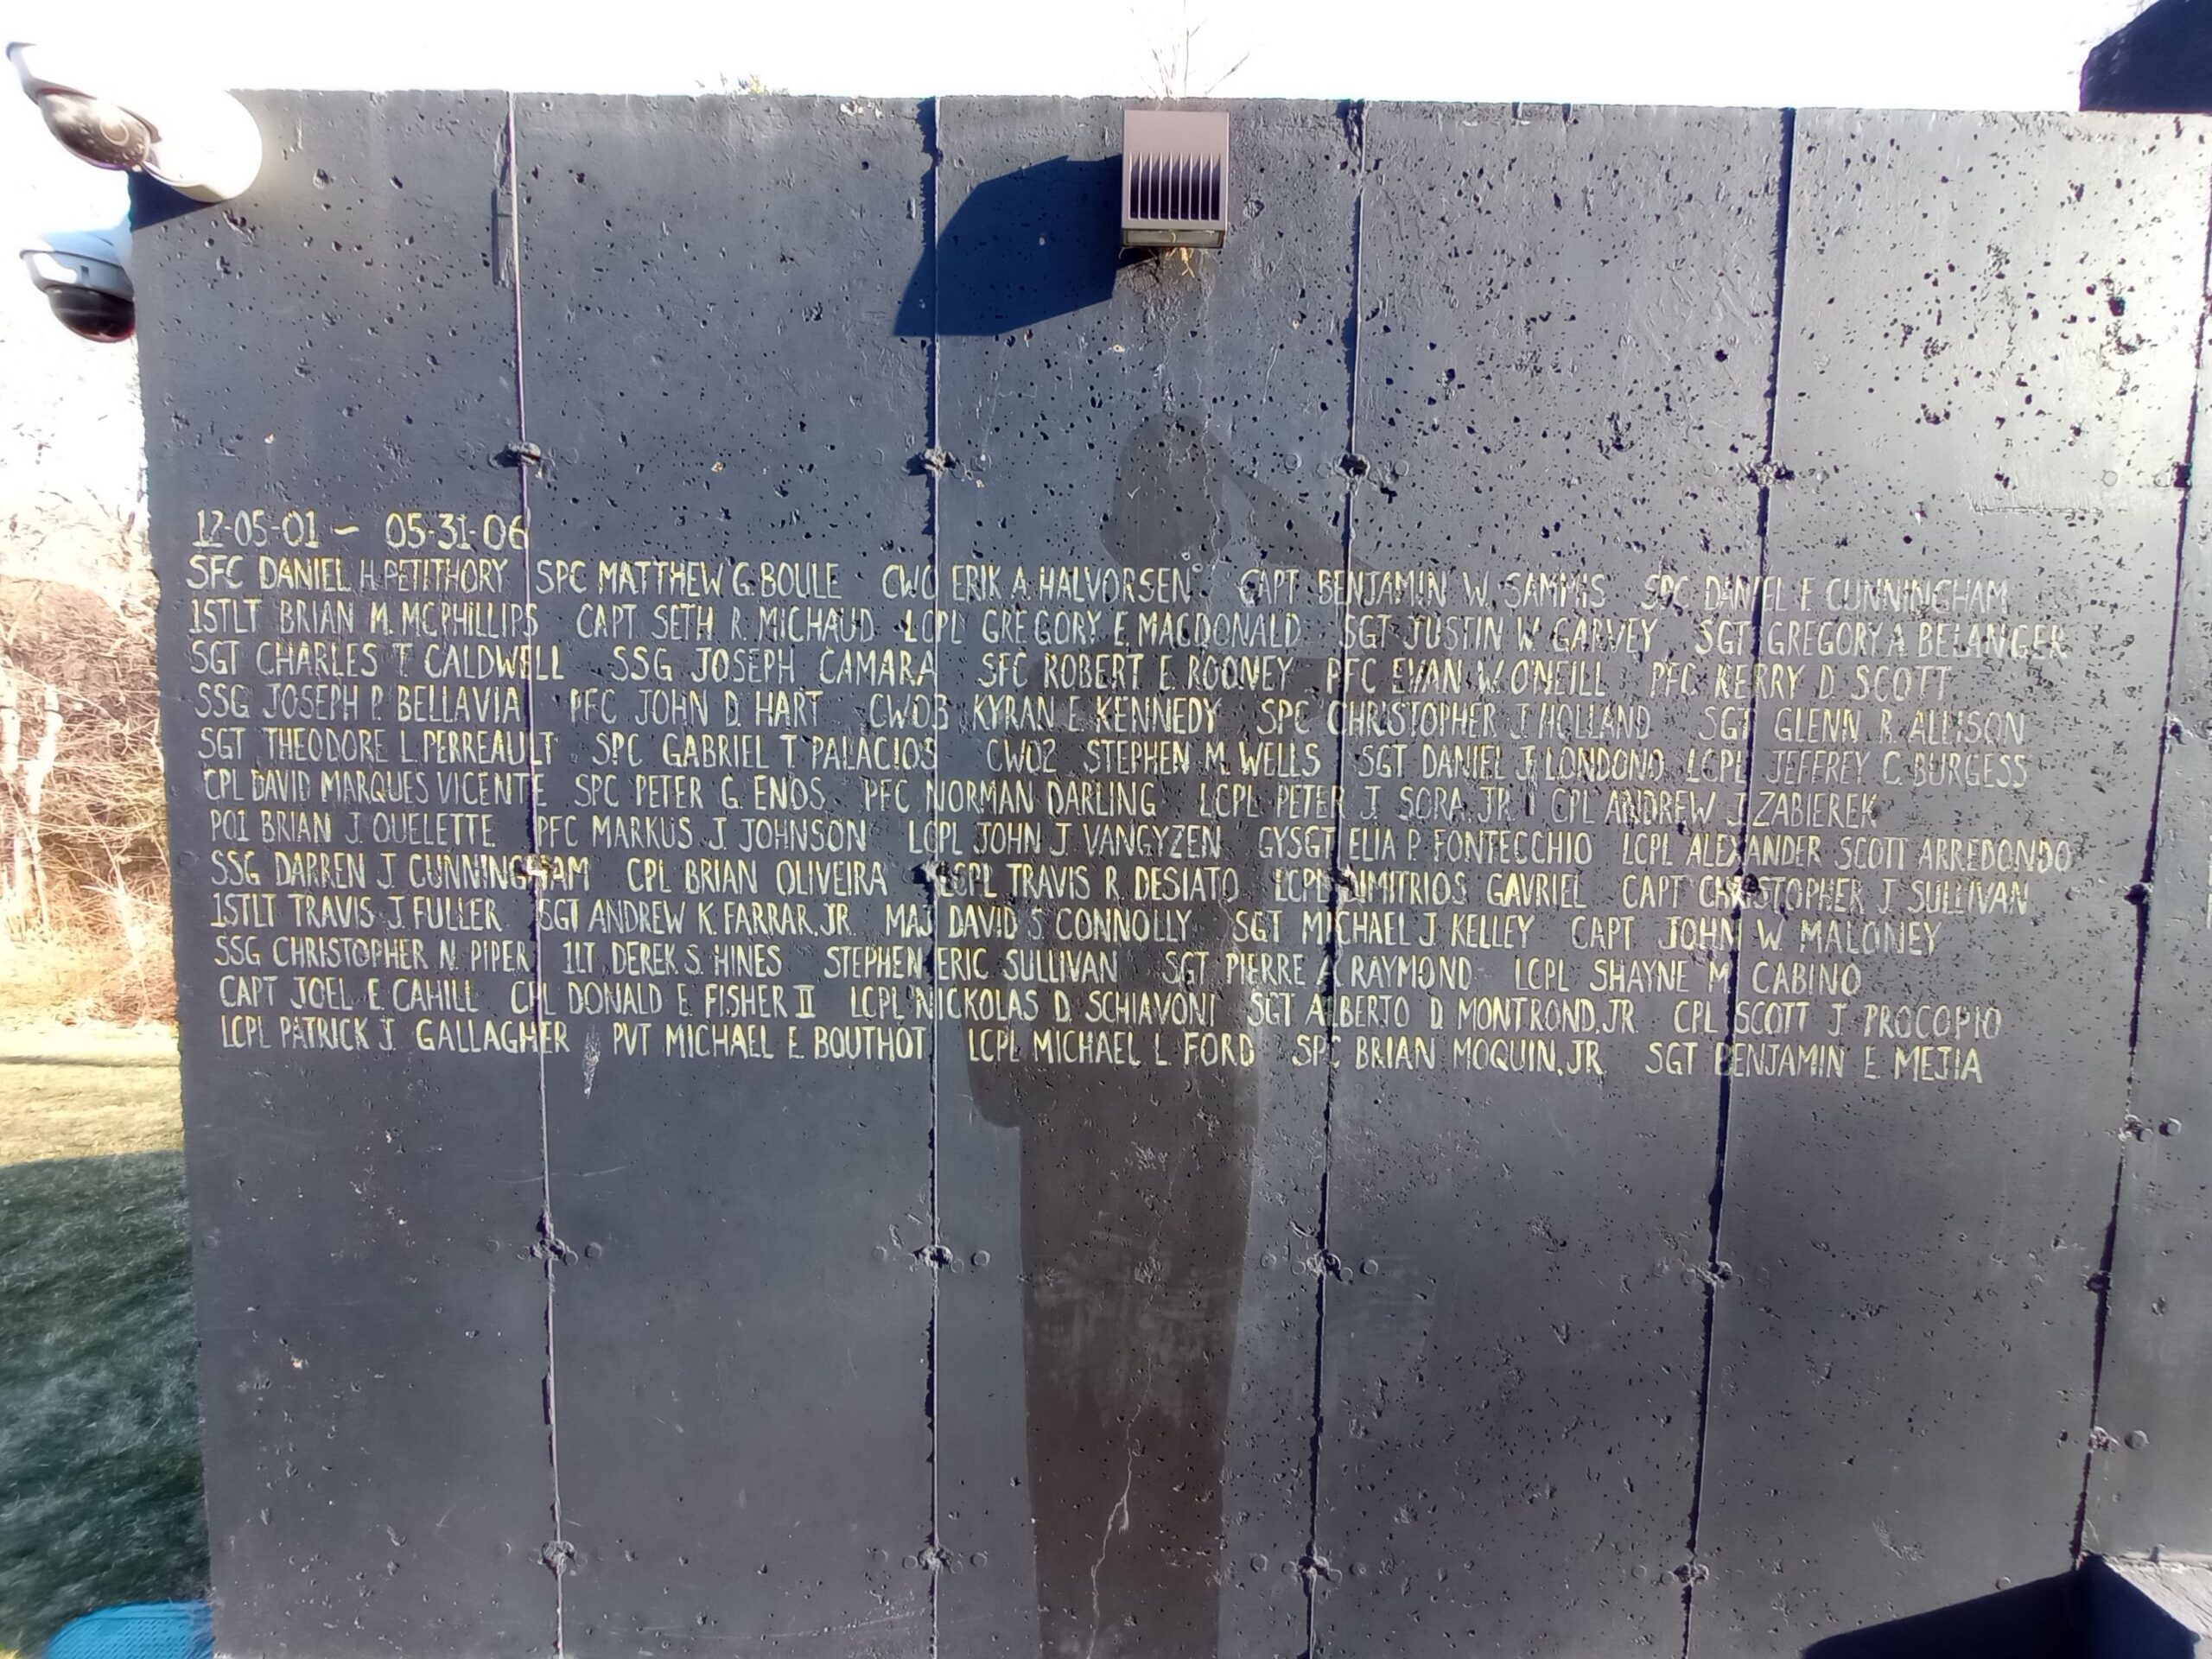 12-05-01 – 05-31-06
SFC DANIEL H. PETITHORY SPC MATTHEW G. BOULE CWO ERIK A. HALVORSEN CAPT BENJAMIN W. SAMMIS SPC DANIEL F. CUNNINGHAM
1STLT BRIAN M. MCPHILLIPS CAPT SETH R. MICHAUD LCPL GREGORY E. MACDONALD SGT JUSTIN W. GARVEY SGT GREGORY A. BELANGER
SGT CHARLES T. CALDWELL SSG JOSEPH CAMARA SFC ROBERT E. ROONEY PFC EVAN W. O'NEILL PFC KERRY D. SCOTT
SSG JOSEPH P. BELLAVIA PFC JOHN D. HART CWO3 KYRAN E. KENNEDY SPC CHRISTOPHER J. HOLLAND SGT GLENN R. ALLISON
SGT THEODORE L. PERREAULT SPC GABRIEL T. PALACIOS CWO2 STEPHEN M. WELLS SGT DANIEL J. LONDONO LCPL JEFFREY C. BURGESS
CPL DAVID MARQUES VICENTE SPC PETER G. ENOS PFC NORMAN DARLING LCPL PETER J. SORA, JR CPL ANDREW J. ZABIEREK
PO1 BRIAN J. OUELETTE PFC MARKUS J. JOHNSON LCPL JOHN J. VANGYZEN GYSGT ELIA P. FONTECCHIO LCPL ALEXANDER SCOTT ARREDONDO
SSG DARREN J. CUNNINGHAM CPL BRIAN OLIVEIRA LCPL TRAVIS R. DESIATO LCPL DIMITRIOS GAVRIEL CAPT CHRISTOPHER J. SULLIVAN
1STLT TRAVIS J. FULLER SGT ANDREW K. FARRAR, JR. MAJ DAVID S. CONNOLLY SGT MICHAEL J. KELLEY CAPT JOHN W. MALONEY
SSG CHRISTOPHER N. PIPER 1LT DEREK S. HINES STEPHEN ERIC SULLIVAN SGT PIERRE A. RAYMOND LCPL SHAYNE M. CABINO
CAPT JOEL E. CAHILL CPL DONALD E. FISHER II LCPL NICKOLAS D. SCHIAVONI SGT ALBERTO D. MONTROND, JR CPL SCOTT J. PROCOPIO
LCPL PATRICK J. GALLAGHER PVT MICHAEL E. BOUTHOT LCPL MICHAEL L. FORD SPC BRIAN MOQUIN, JR SGT BENJAMIN E. MEJIA